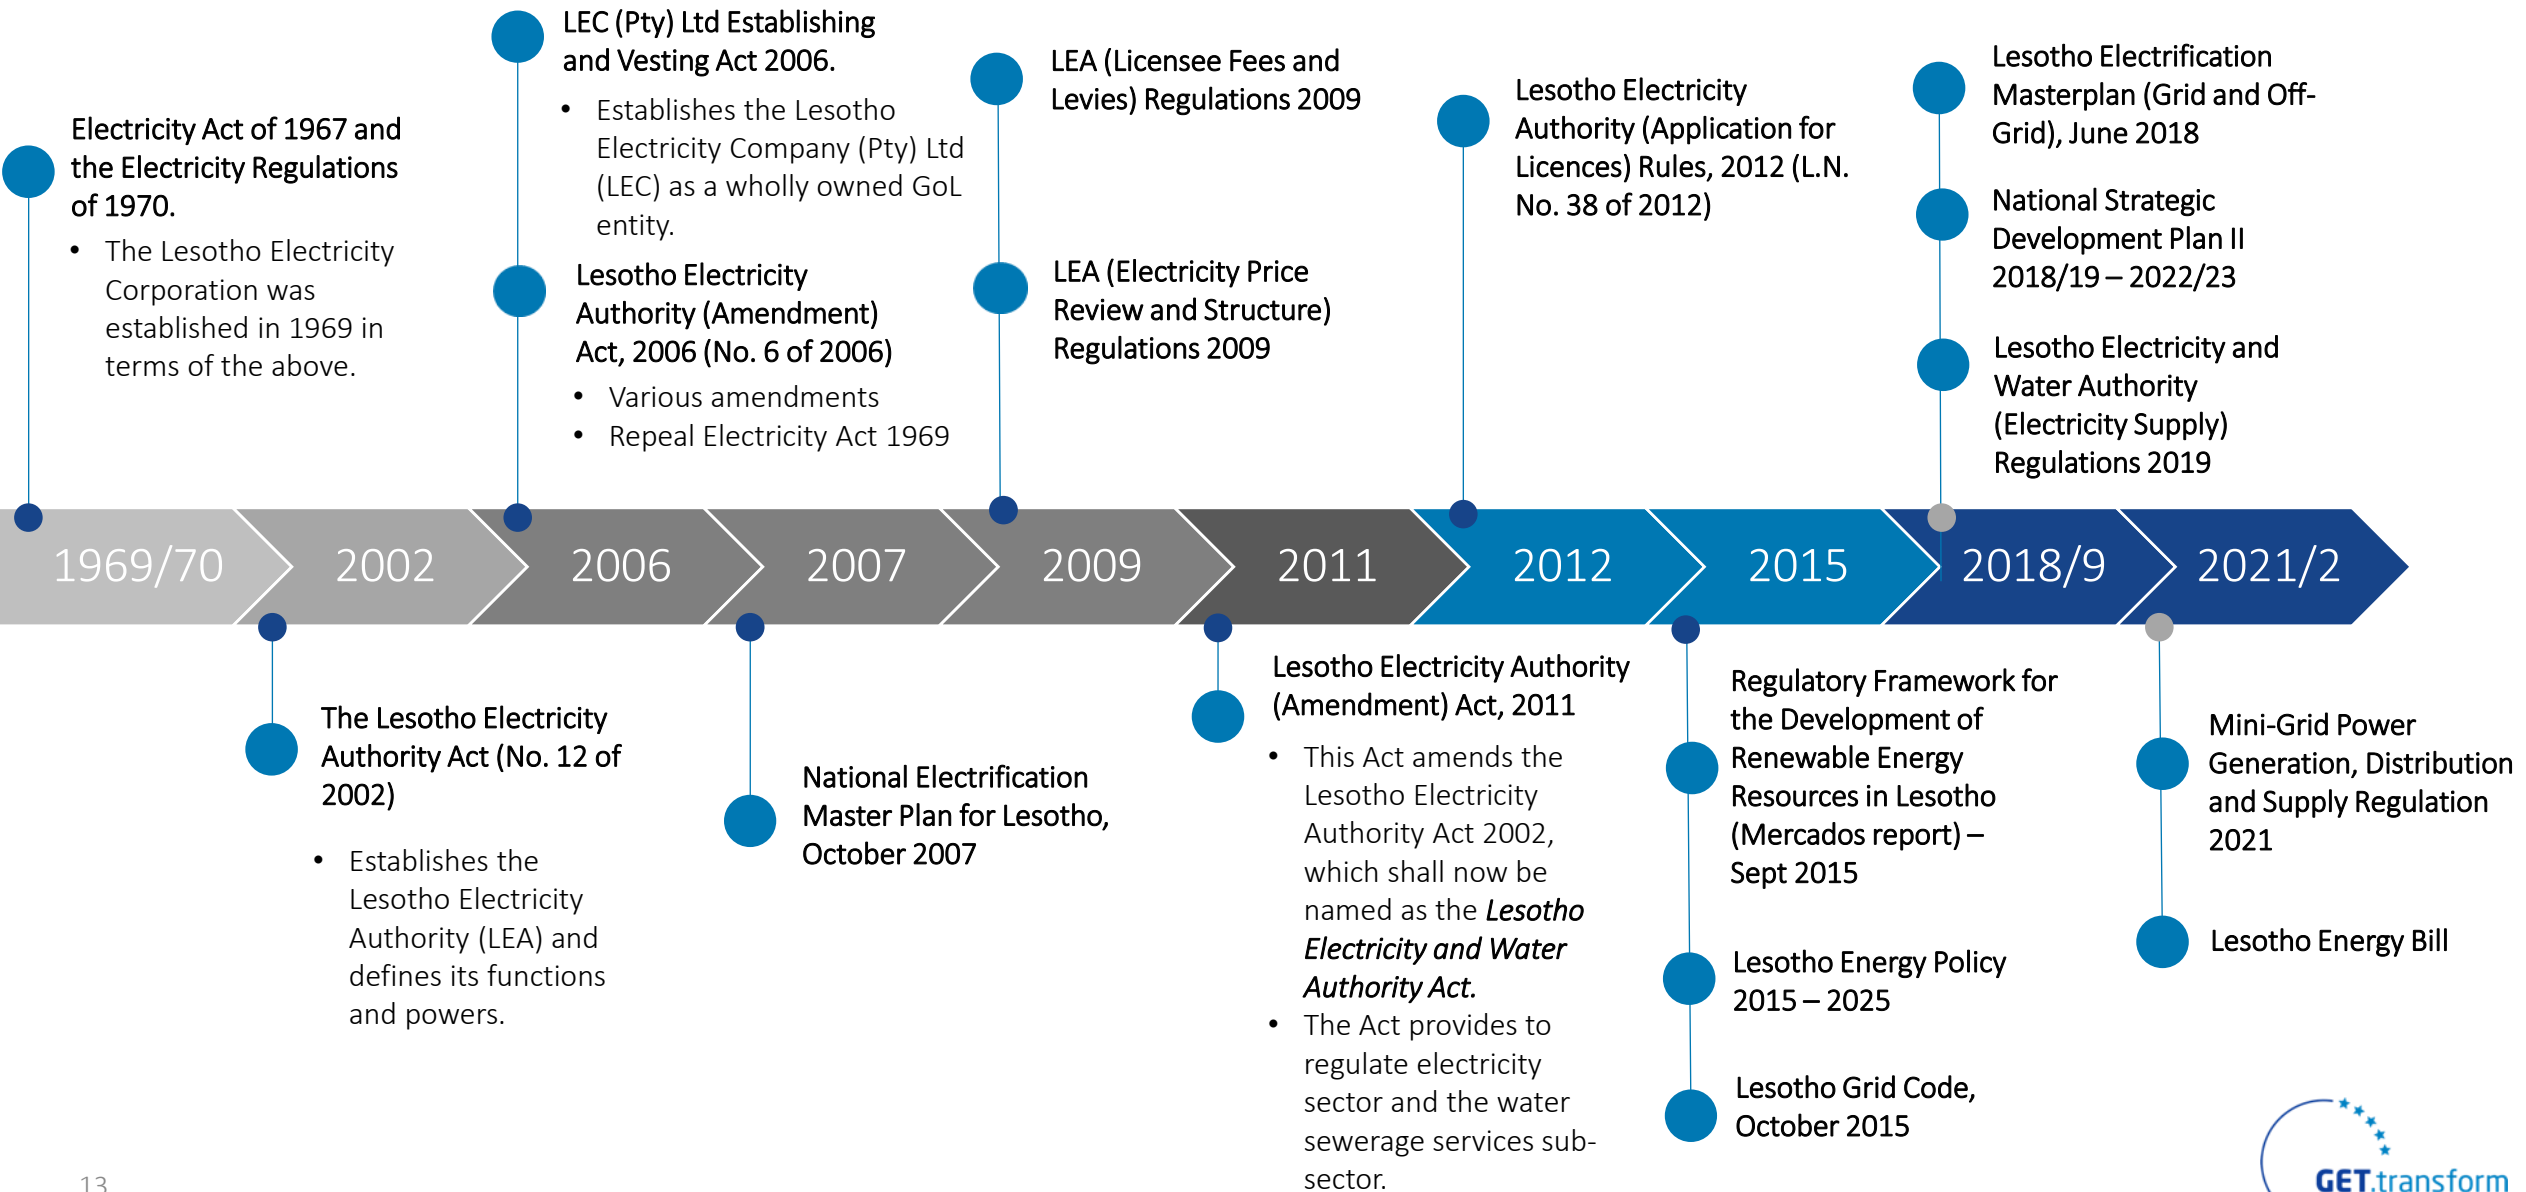 Electricity Act of 1967 and
the Electricity Regulations
of 1970.
• The Lesotho Electricity
Corporation was
established in 1969 in
terms of the above.
LEC (Pty) Ltd Establishing
and Vesting Act 2006.
• Establishes the Lesotho
Electricity Company (Pty) Ltd
(LEC) as a wholly owned GoL
entity.
Lesotho Electricity
Authority (Amendment)
Act, 2006 (No. 6 of 2006)
• Various amendments
• Repeal Electricity Act 1969
LEA (Licensee Fees and
Levies) Regulations 2009
LEA (Electricity Price
Review and Structure)
Regulations 2009
Lesotho Electricity
Authority (Application for
Licences) Rules, 2012 (L.N.
No. 38 of 2012)
Lesotho Electrification
Masterplan (Grid and Off-
Grid), June 2018
National Strategic
Development Plan II
2018/19 – 2022/23
Lesotho Electricity and
Water Authority
(Electricity Supply)
Regulations 2019
1969/70 2002 2006 2007 2009 2011 2012 2015 2018/9 2021/2
The Lesotho Electricity
Authority Act (No. 12 of
2002)
• Establishes the
Lesotho Electricity
Authority (LEA) and
defines its functions
and powers.
National Electrification
Master Plan for Lesotho,
October 2007
Lesotho Electricity Authority
(Amendment) Act, 2011
• This Act amends the
Lesotho Electricity
Authority Act 2002,
which shall now be
named as the Lesotho
Electricity and Water
Authority Act.
• The Act provides to
regulate electricity
sector and the water
sewerage services sub-
sector.
Regulatory Framework for
the Development of
Renewable Energy
Resources in Lesotho
(Mercados report) –
Sept 2015
Lesotho Energy Policy
2015 – 2025
Lesotho Grid Code,
October 2015
Mini-Grid Power
Generation, Distribution
and Supply Regulation
2021
Lesotho Energy Bill
13
GET.transform